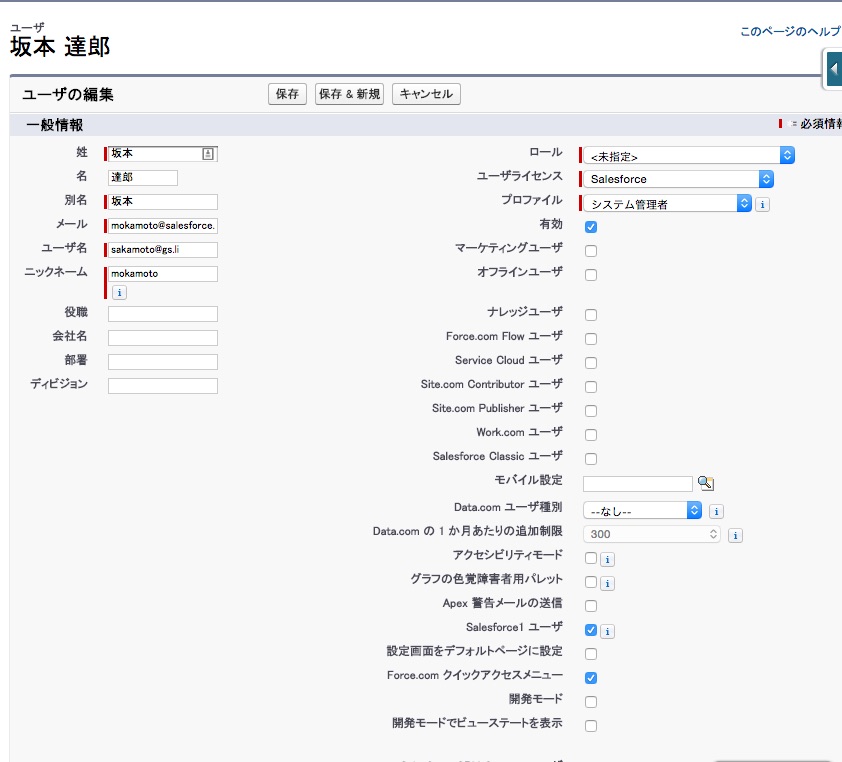 ユーザ
坂本 達郎
このページのヘルプ
ユーザの編集
保存 保存 & 新規 キャンセル
一般情報
= 必須情報
姓 坂本
名 達郎
別名 坂本
メール mokamoto@salesforce.
ユーザ名 sakamoto@gs.li
ニックネーム mokamoto
i
役職
会社名
部署
ディビジョン
ロール <未指定>
ユーザライセンス Salesforce
プロファイル システム管理者 i
有効
マーケティングユーザ
オフラインユーザ
ナレッジユーザ
Force.com Flow ユーザ
Service Cloud ユーザ
Site.com Contributor ユーザ
Site.com Publisher ユーザ
Work.com ユーザ
Salesforce Classic ユーザ
モバイル設定
Data.com ユーザ種別 --なし-- i
Data.com の 1 か月あたりの追加制限 300 i
アクセシビリティモード i
グラフの色覚障害者用パレット i
Apex 警告メールの送信
Salesforce1 ユーザ i
設定画面をデフォルトページに設定
Force.com クイックアクセスメニュー
開発モード
開発モードでビューステートを表示